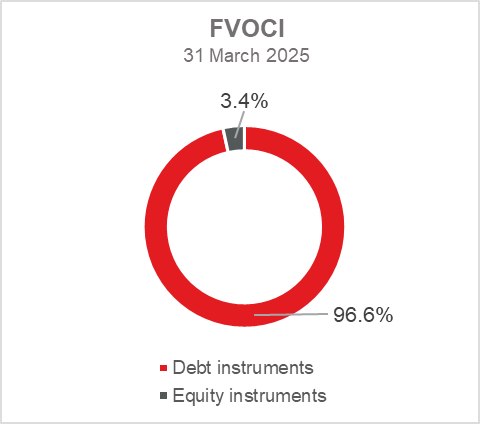 FVOCI
31 March 2025
3.4%
96.6%
Debt instruments
Equity instruments